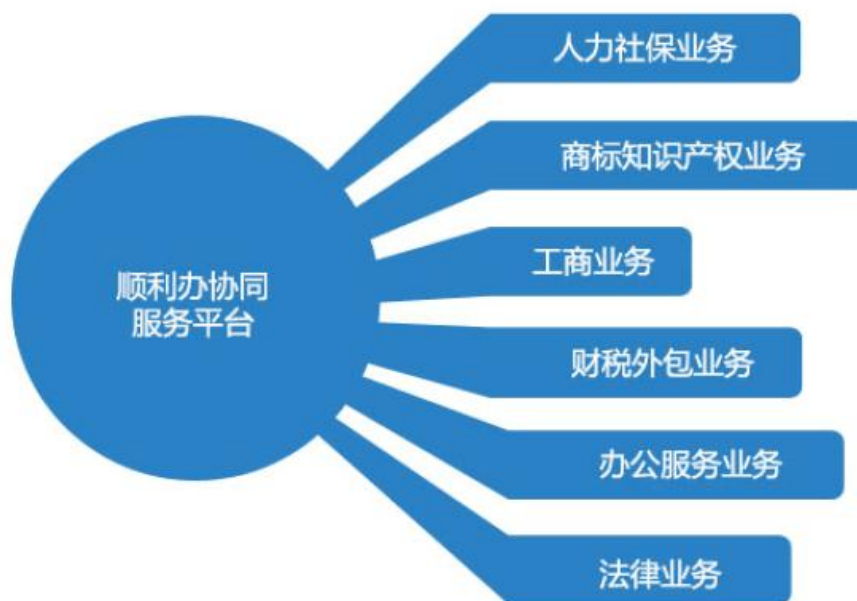 人力社保业务
商标知识产权业务
工商业务
顺利办协同
服务平台
财税外包业务
办公服务业务
法律业务